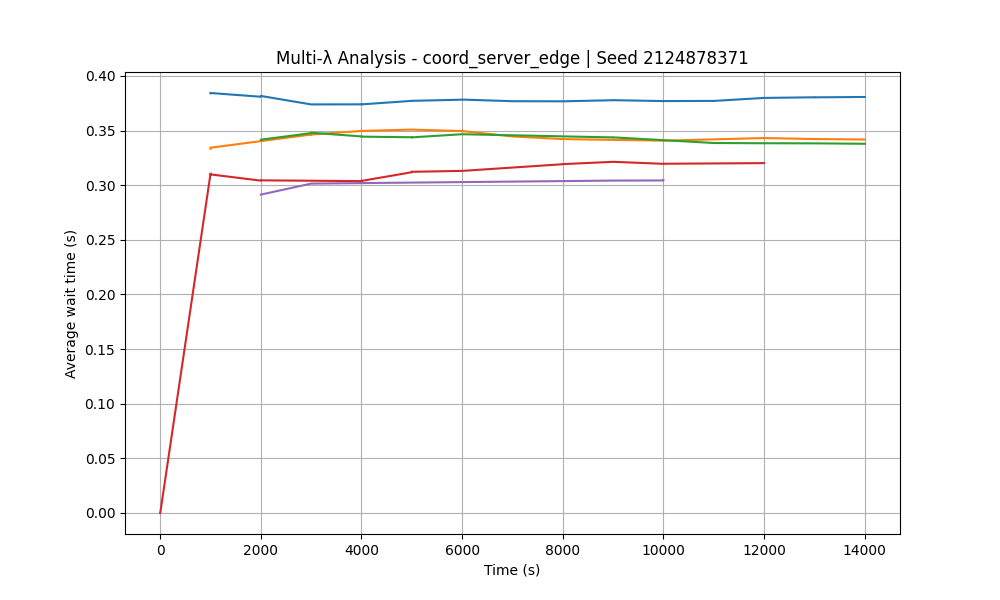 Multi-λ Analysis - coord_server_edge | Seed 2124878371
0.40
0.35
0.30
0.25
0.20
0.15
0.10
0.05
0.00
Average wait time (s)
0 2000 4000 6000 8000 10000 12000 14000
Time (s)